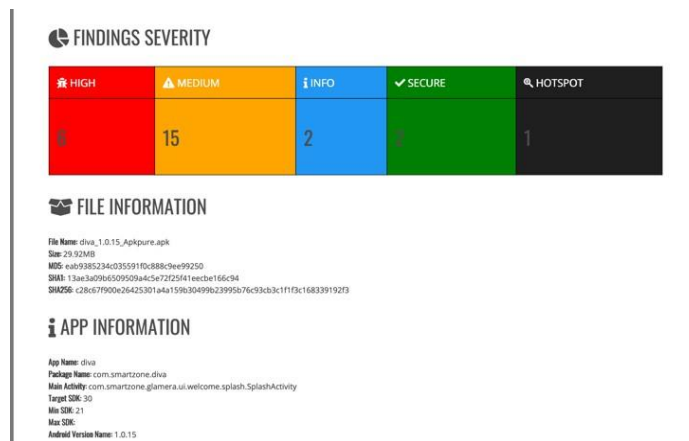 FINDINGS SEVERITY
HIGH MEDIUM INFO SECURE HOTSPOT
6 15 2 2 1
FILE INFORMATION
File Name: diva_1.0.15_Apkpure.apk
Size: 29.92MB
MD5: eab9385234c035591f0c888c9ee99250
SHA1: 13ae3a09b6509509a4c5e72f25f41eecbe166c94
SHA256: c28c67f900e26425301a4a159b30499b23995b76c93cb3c1f1f3c168339192f3
APP INFORMATION
App Name: diva
Package Name: com.smartzone.diva
Main Activity: com.smartzone.glamera.ui.welcome.splash.SplashActivity
Target SDK: 30
Min SDK: 21
Max SDK:
Android Version Name: 1.0.15